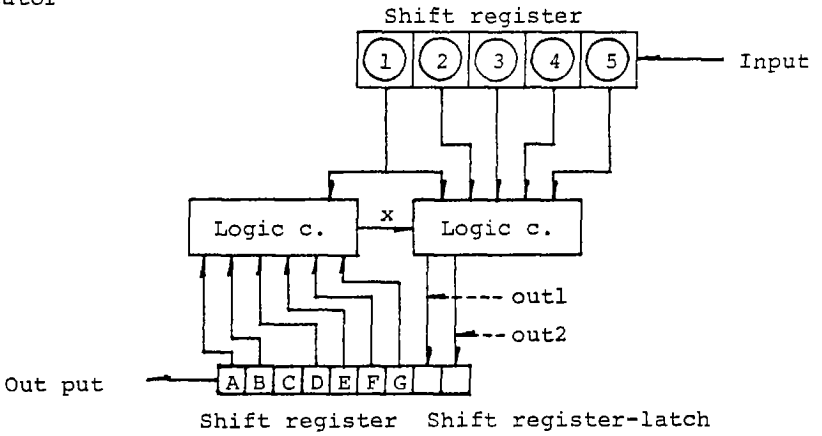 Shift register
1 2 3 4 5
Input
Logic c.
x
Logic c.
out1
out2
Out put
A B C D E F G
Shift register
Shift register-latch